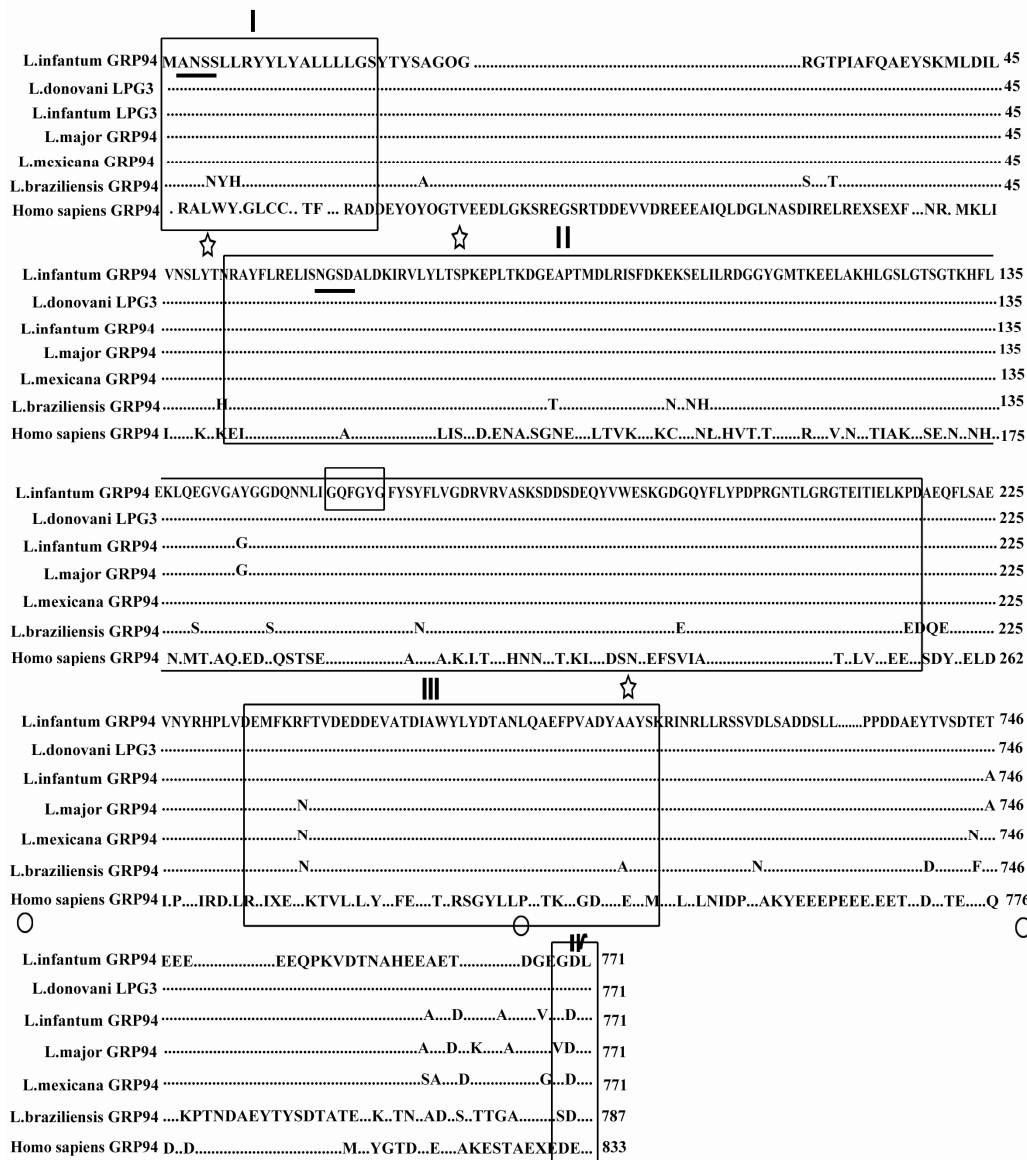 I
L.infantum GRP94 MANSSLLRYYLYALLLLGSYTYSAGOG...............................................RGTPIAFQAEYSKMLDIL 45
L.donovani LPG3 ........................................................................ 45
L.infantum LPG3 ........................................................................ 45
L.major GRP94 ........................................................................ 45
L.mexicana GRP94 ........................................................................ 45
L.braziliensis GRP94 .......NYH..............................A................................................................S...T.................... 45
Homo sapiens GRP94 . RALWY.GLCC.. TF ... RADDEYOYOGTVEEDLGKSREGSRTDDEVVDREEEAIQLDGLNASDIRELREXSEXF ...NR. MKLI
II
L.infantum GRP94 VNSLYTNRAYFLRELISNGSDALDKIRVLYLTSPKEPLTKDGEAPTMDLRISFDKEKSELILRDGGYGMTKEELAKHLGSLGTSGTKHFL 135
L.donovani LPG3 ........................................................................ 135
L.infantum GRP94 ........................................................................ 135
L.major GRP94 ........................................................................ 135
L.mexicana GRP94 ........................................................................ 135
L.braziliensis GRP94 .........H..................................................T.................N..NH........................................ 135
Homo sapiens GRP94 I......K..KEI......................A....................LIS..D.ENA.SGNE...LTVK....KC....NL.HVT.T.......R...V.N...TIAK....SE.N..NH.. 175
L.infantum GRP94 EKLQEGVGAYGGDQNNLIGQFGYGFYSYFLVGDRVRVASKSDDSDEQYVWESKGDGQYFLYPDPRGNTLGRGTEITIELKPDAEQFLSAE 225
L.donovani LPG3 ........................................................................ 225
L.infantum GRP94 .............G........................................................................ 225
L.major GRP94 .............G........................................................................ 225
L.mexicana GRP94 ........................................................................ 225
L.braziliensis GRP94 ......S.............S...........................N..................................................E...........................................EDQE....... 225
Homo sapiens GRP94 N.MT.AQ.ED..QSTSE................A.....A.K.I.T....HNN...T.KI....DSN..EFSVIA..........................T..LV....EE....SDY..ELD 262
III
L.infantum GRP94 VNYRHPLVDEMFKRFTVDEDDEVATDIAWYLYDTANLQAEFPVADYAAYSKRINRLLRSSVDLSADDSLL.......PPDDAEYTVSDTET 746
L.donovani LPG3 ........................................................................ 746
L.infantum GRP94 ........................................................................A 746
L.major GRP94 ........................N........................................................................A 746
L.mexicana GRP94 ........................N........................................................................N.... 746
L.braziliensis GRP94 ........................N......................................................A......................N............................D.......F... 746
Homo sapiens GRP94 I.P....IRD.LR..IXE....KTVL..L.Y....FE....T..RSGYLLP....TK....GD....E....M....L..L.LNIDP...AKYEEEPEEE.EET...D...TE.....Q 776
IV
L.infantum GRP94 EEE....................EEQPKVDTNAHEEAET..............DGEGDL 771
L.donovani LPG3 ........................................................................ 771
L.infantum GRP94 ..............................................A....D........A.......V....D.... 771
L.major GRP94 ..............................................A....D...K.....A.........VD.... 771
L.mexicana GRP94 ..............................................SA....D..............G...D.... 771
L.braziliensis GRP94 ....KPTNDAEYTYSDTATE....K..TN...AD...S..TTGA.........SD.... 787
Homo sapiens GRP94 D..D..............................M....YGTD...E....AKESTAEXEDE.... 833